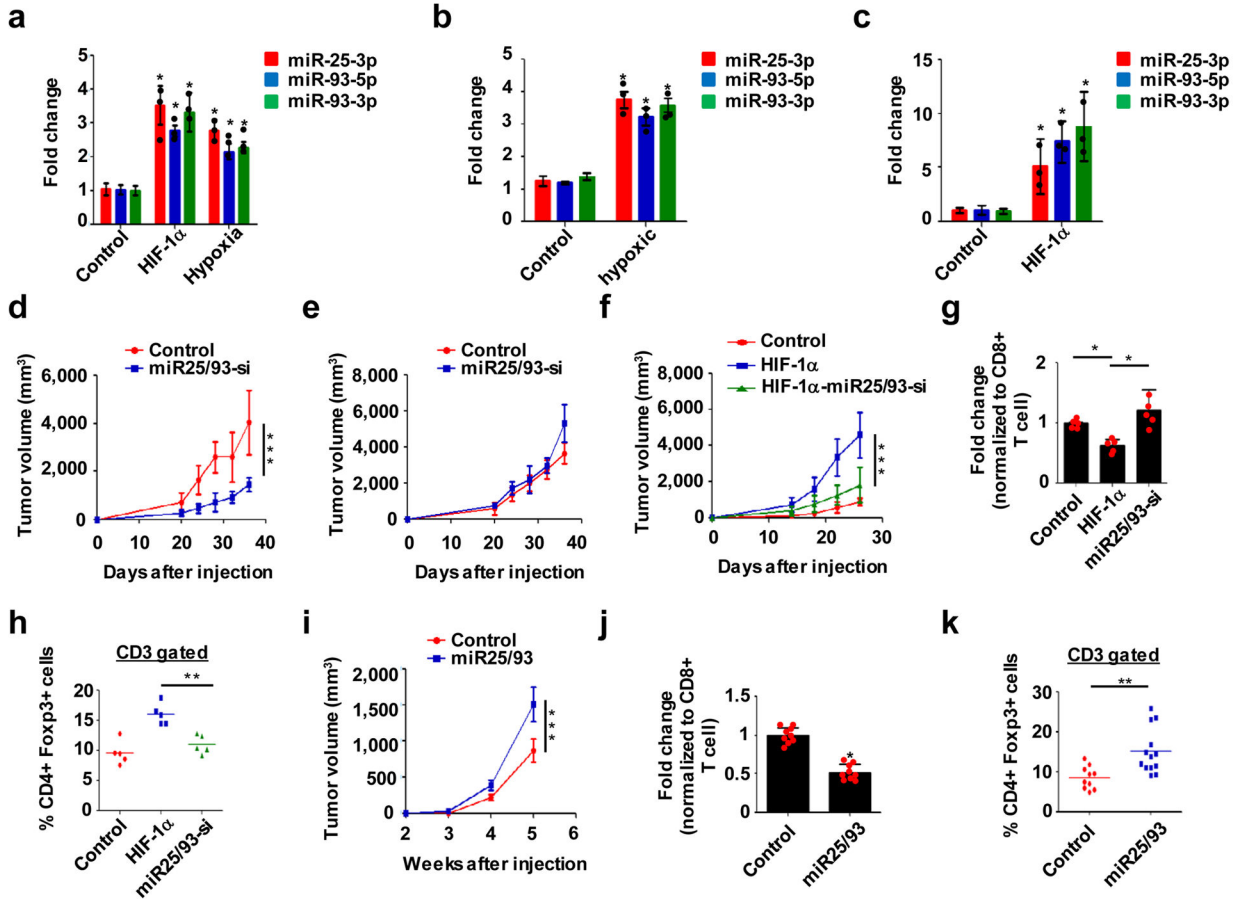 a
Fold change
5
4
3
2
1
0
*
*
*
*
*
*
Control
HIF-1α
Hypoxia
miR-25-3p
miR-93-5p
miR-93-3p
b
Fold change
5
4
3
2
1
0
*
*
*
Control
hypoxic
miR-25-3p
miR-93-5p
miR-93-3p
c
Fold change
15
10
5
0
*
*
*
HIF-1α
Control
miR-25-3p
miR-93-5p
miR-93-3p
d
Control
miR25/93-si
Tumor volume (mm³)
6,000
4,000
2,000
0
***
0 10 20 30 40
Days after injection
e
Control
miR25/93-si
Tumor volume (mm³)
8,000
6,000
4,000
2,000
0
0 10 20 30 40
Days after injection
f
Control
HIF-1α
HIF-1α-miR25/93-si
Tumor volume (mm³)
8,000
6,000
4,000
2,000
0
***
0 10 20 30
Days after injection
g
Fold change
(normalized to CD8+
T cell)
2
1
0
*
*
Control
HIF-1α
miR25/93-si
h
CD3 gated
% CD4+ Foxp3+ cells
20
15
10
5
0
**
Control
HIF-1α
miR25/93-si
i
Control
miR25/93
Tumor volume (mm³)
2,000
1,500
1,000
500
0
***
2 3 4 5 6
Weeks after injection
j
Fold change
(normalized to CD8+
T cell)
1.5
1
0.5
0
*
Control
miR25/93
k
CD3 gated
% CD4+ Foxp3+ cells
30
20
10
0
**
Control
miR25/93